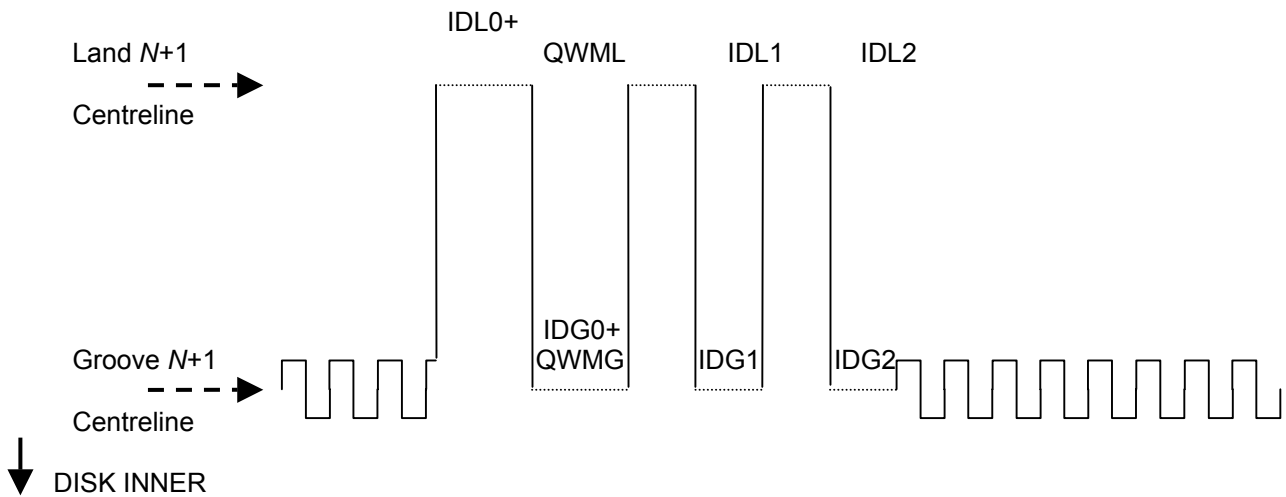 IDL0+
Land N+1
QWML
IDL1
IDL2
Centreline
IDG0+
Groove N+1
QWMG
IDG1
IDG2
Centreline
DISK INNER